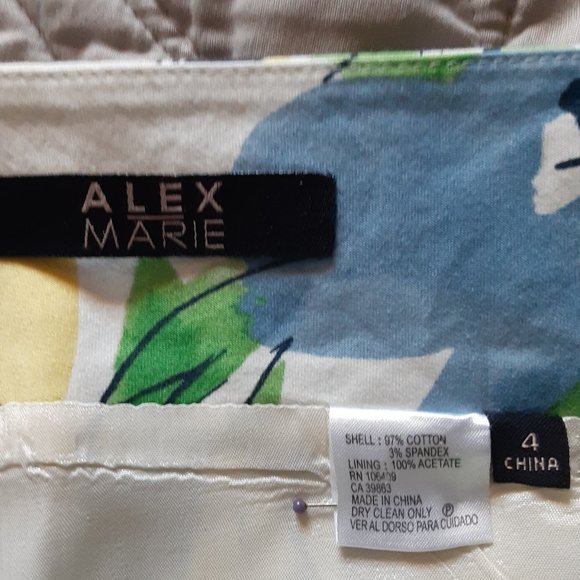 ALEX
MARIE
SHELL : 97% COTTON
3% SPANDEX
LINING : 100% ACETATE
RN 106409
CA 39863
MADE IN CHINA
DRY CLEAN ONLY Ⓟ
VER AL DORSO PARA CUIDADO
4
CHINA